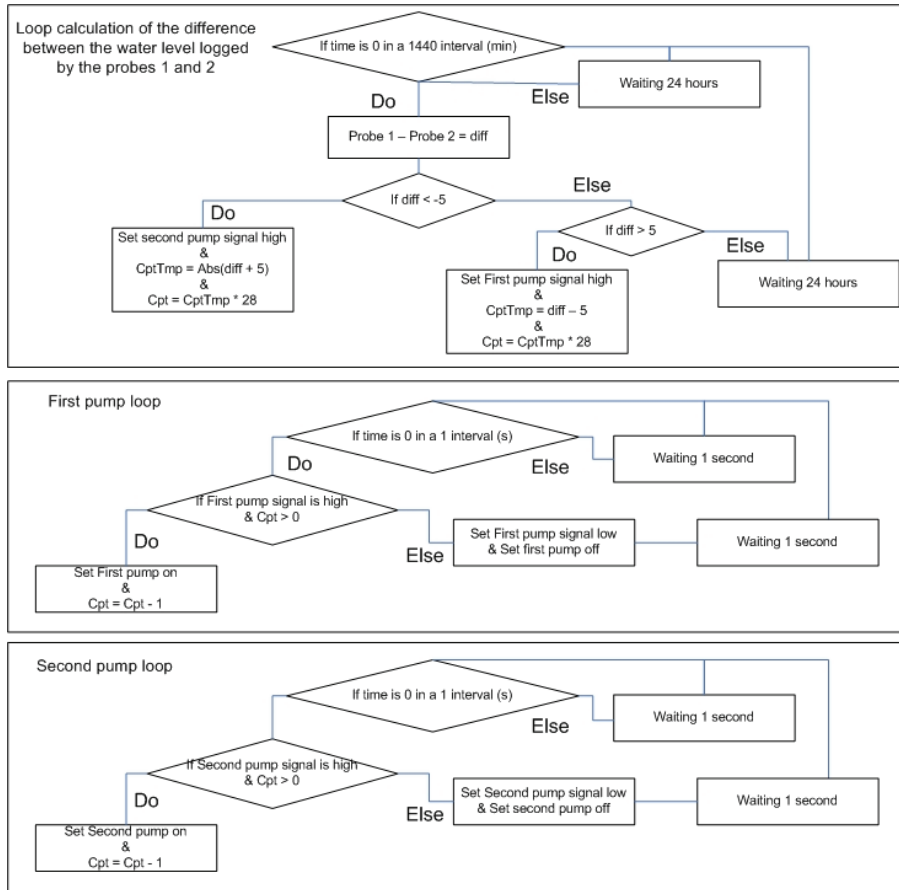 Loop calculation of the difference
between the water level logged
by the probes 1 and 2
If time is 0 in a 1440 interval (min)
Waiting 24 hours
Do
Else
Probe 1 – Probe 2 = diff
If diff < -5
Else
Do
Set second pump signal high
&
CptTmp = Abs(diff + 5)
&
Cpt = CptTmp * 28
If diff > 5
Else
Do
Set First pump signal high
&
CptTmp = diff – 5
&
Cpt = CptTmp * 28
Waiting 24 hours
First pump loop
If time is 0 in a 1 interval (s)
Waiting 1 second
Do
Else
If First pump signal is high
& Cpt > 0
Do
Else
Set First pump signal low
& Set first pump off
Waiting 1 second
Set First pump on
&
Cpt = Cpt - 1
Second pump loop
If time is 0 in a 1 interval (s)
Waiting 1 second
Else
If Second pump signal is high
& Cpt > 0
Do
Else
Set Second pump signal low
& Set second pump off
Waiting 1 second
Set Second pump on
&
Cpt = Cpt - 1